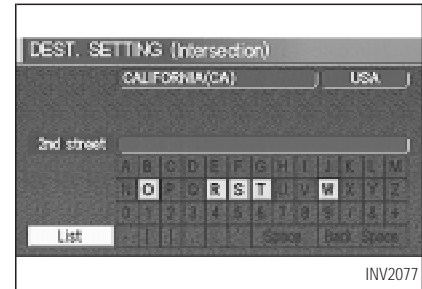 DEST. SETTING (Intersection)
CALIFORNIA(CA) USA
2nd street
A B C D E F G H I J K L M
N O P Q R S T U V W X Y Z
0 1 2 3 4 5 6 7 8 9 / & +
List Space Back Space
INV2077